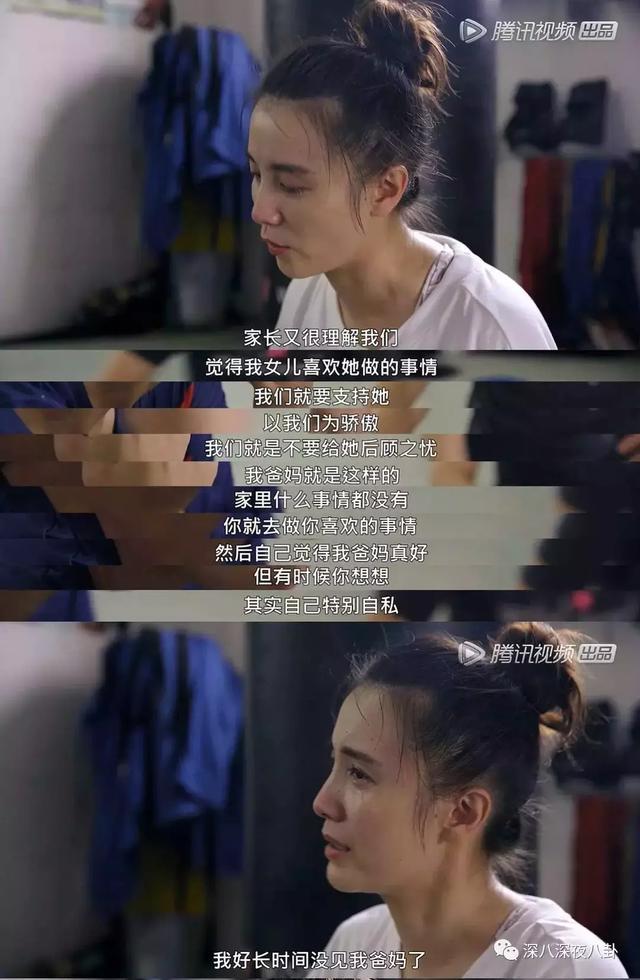 腾讯视频 出品
家长又很理解我们
觉得我女儿喜欢她做的事情
我们就要支持她
以我们为骄傲
我们就是不要给她后顾之忧
我爸妈就是这样的
家里什么事情都没有
你就去做你喜欢的事情
然后自己觉得我爸妈真好
但有时候你想想
其实自己特别自私
腾讯视频 出品
我好长时间没见我爸妈了
深八深夜八卦